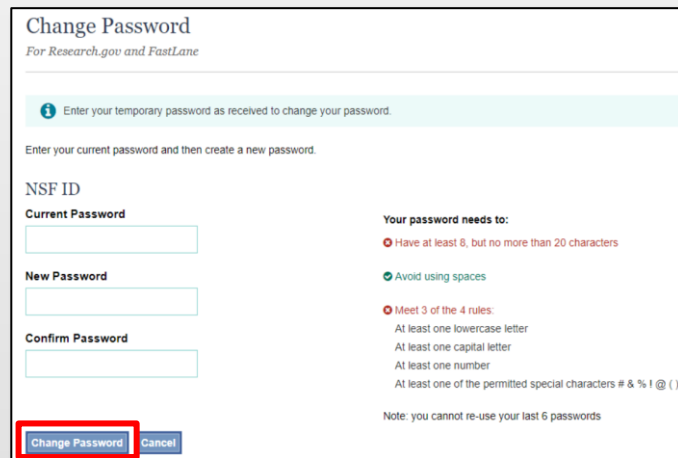 Change Password
For Research.gov and FastLane
Enter your temporary password as received to change your password.
Enter your current password and then create a new password.
NSF ID
Current Password
New Password
Confirm Password
Change Password
Cancel
Your password needs to:
Have at least 8, but no more than 20 characters
Avoid using spaces
Meet 3 of the 4 rules:
At least one lowercase letter
At least one capital letter
At least one number
At least one of the permitted special characters # & % ! @ ( )
Note: you cannot re-use your last 6 passwords